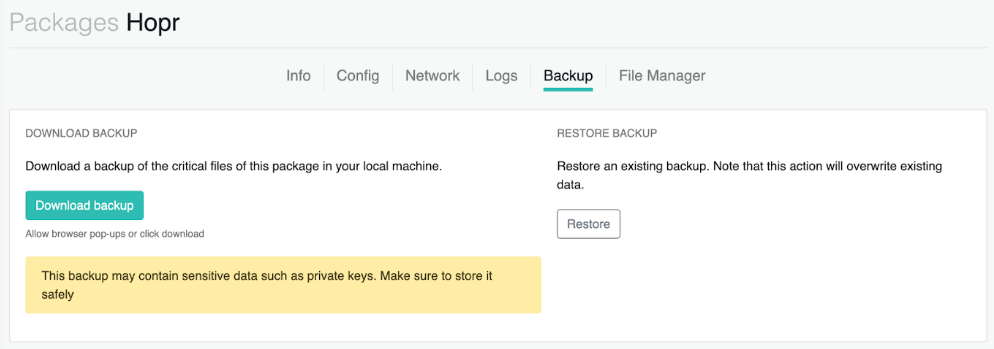 Packages Hopr
Info
Config
Network
Logs
Backup
File Manager
DOWNLOAD BACKUP
Download a backup of the critical files of this package in your local machine.
Download backup
Allow browser pop-ups or click download
This backup may contain sensitive data such as private keys. Make sure to store it
safely
RESTORE BACKUP
Restore an existing backup. Note that this action will overwrite existing
data.
Restore